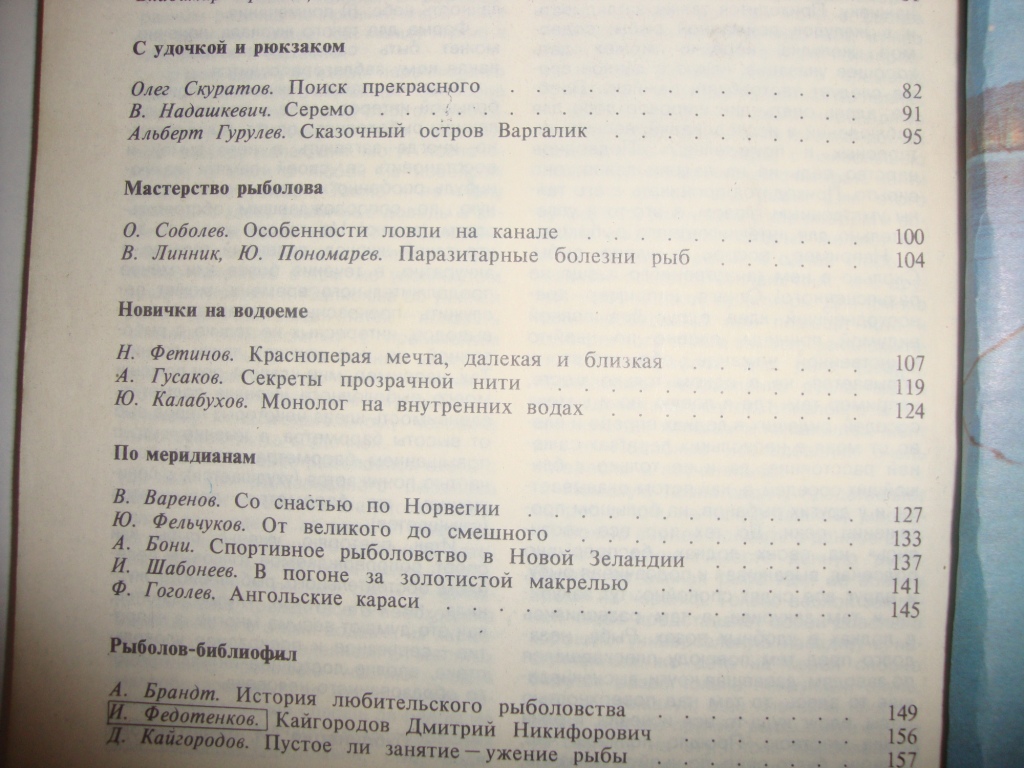 С удочкой и рюкзаком
Олег Скуратов. Поиск прекрасного . . . . . . . . . . 82
В. Надашкевич. Серемо . . . . . . . . . . 91
Альберт Гурулев. Сказочный остров Варгалик . . . . . . . 95
Мастерство рыболова
О. Соболев. Особенности ловли на канале . . . . . . . . 100
В. Линник, Ю. Пономарев. Паразитарные болезни рыб . . . . . 104
Новички на водоеме
Н. Фетинов. Красноперая мечта, далекая и близкая . . . . . . 107
А. Гусаков. Секреты прозрачной нити . . . . . . . . . 119
Ю. Калабухов. Монолог на внутренних водах . . . . . . . 124
По меридианам
В. Варенов. Со снастью по Норвегии . . . . . . . . . 127
Ю. Фельчуков. От великого до смешного . . . . . . . . 133
А. Бони. Спортивное рыболовство в Новой Зеландии . . . . . 137
И. Шабонеев. В погоне за золотистой макрелью . . . . . . 141
Ф. Гоголев. Ангольские караси . . . . . . . . . . 145
Рыболов-библиофил
А. Брандт. История любительского рыболовства . . . . . . 149
И. Федотенков. Кайгородов Дмитрий Никифорович . . . . . 156
Д. Кайгородов. Пустое ли занятие — ужение рыбы . . . . . . 157